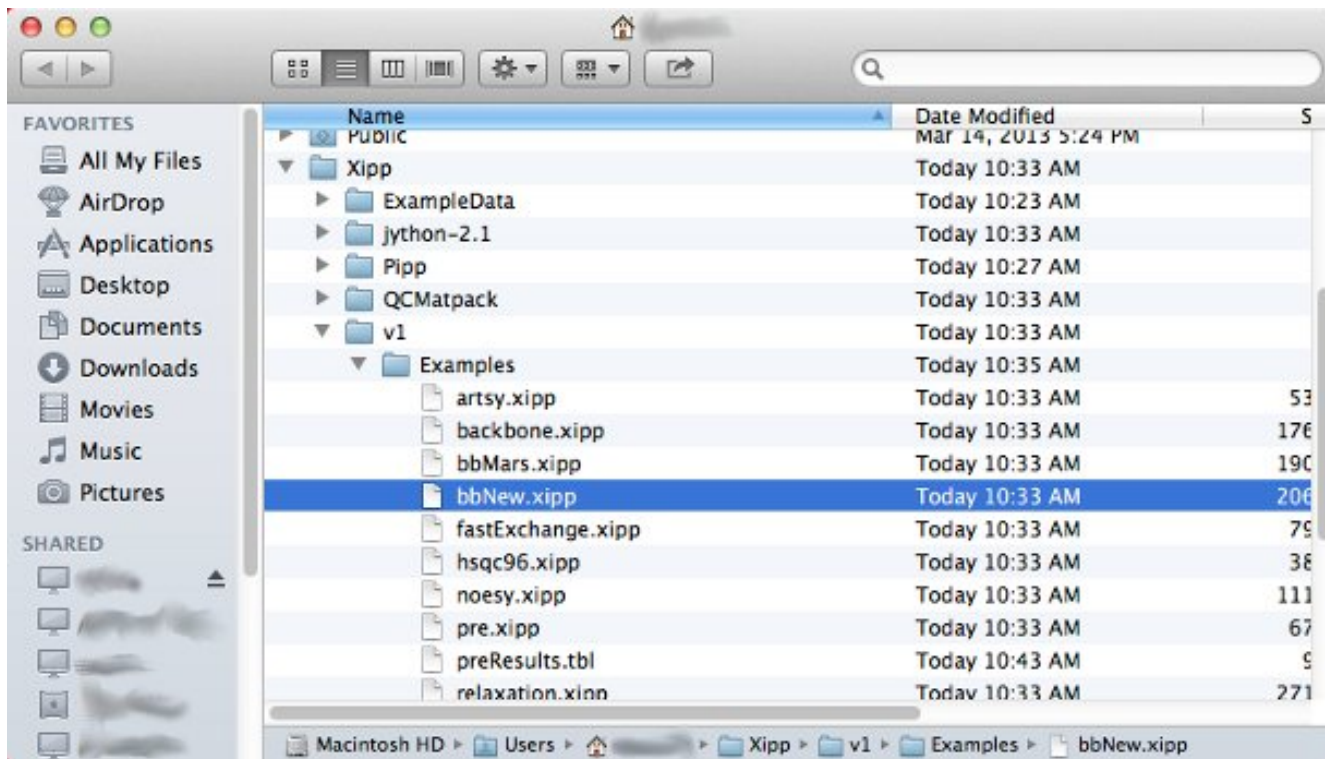 Name Date Modified S
FAVORITES
Public Mar 14, 2013 5:24 PM
All My Files
Xipp Today 10:33 AM
AirDrop
ExampleData Today 10:23 AM
Applications
jython-2.1 Today 10:33 AM
Desktop
Pipp Today 10:27 AM
Documents
QCMatpack Today 10:33 AM
Downloads
v1 Today 10:33 AM
Movies
Examples Today 10:35 AM
Music
artsy.xipp Today 10:33 AM 53
Pictures
backbone.xipp Today 10:33 AM 176
bbMars.xipp Today 10:33 AM 190
bbNew.xipp Today 10:33 AM 206
SHARED
fastExchange.xipp Today 10:33 AM 79
hsqc96.xipp Today 10:33 AM 38
noesy.xipp Today 10:33 AM 111
pre.xipp Today 10:33 AM 67
preResults.tbl Today 10:43 AM 9
relaxation.xipp Today 10:33 AM 271
Macintosh HD Users Xipp v1 Examples bbNew.xipp